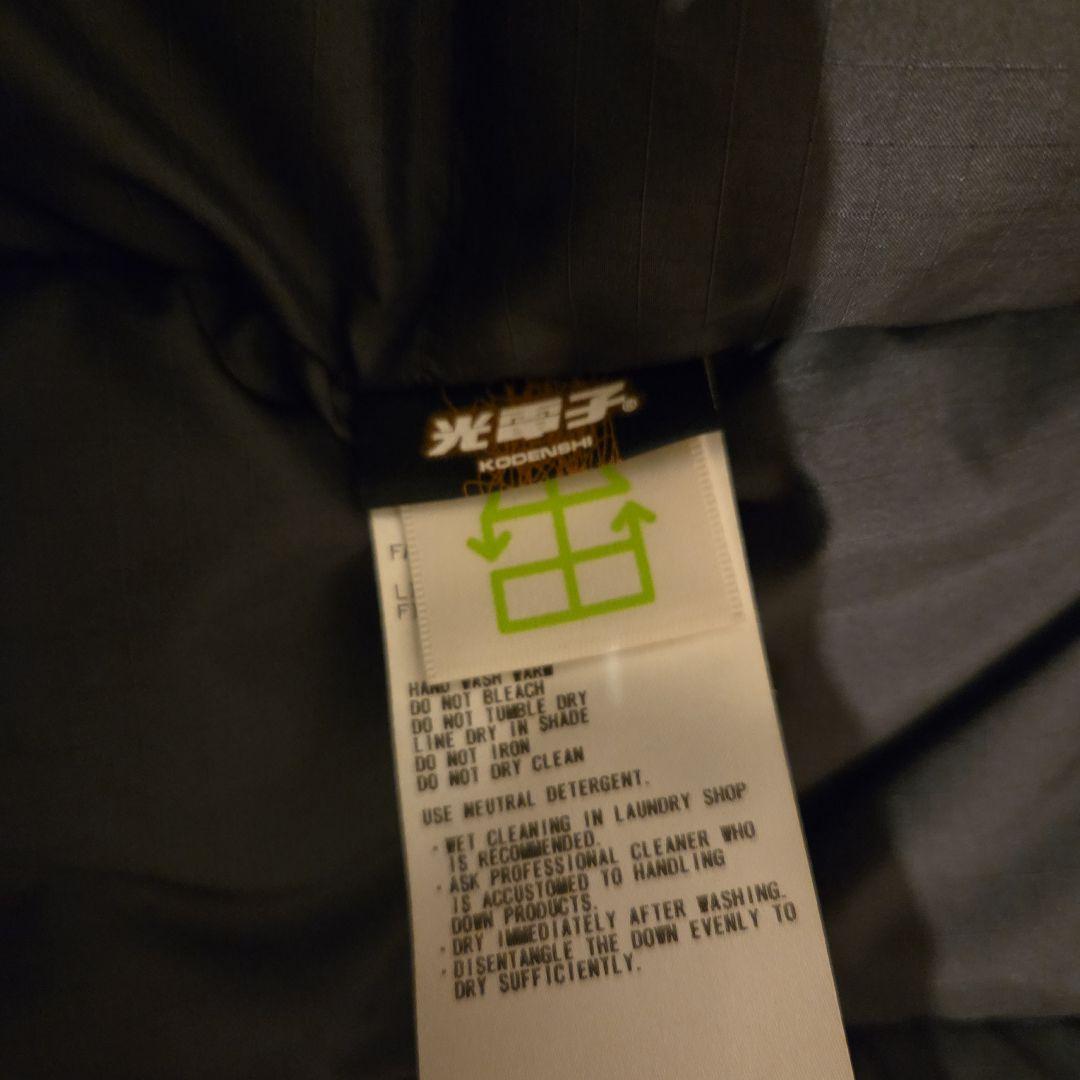 光電子®
KODENSHI
HAND WASH WARM
DO NOT BLEACH
DO NOT TUMBLE DRY
LINE DRY IN SHADE
DO NOT IRON
DO NOT DRY CLEAN
USE NEUTRAL DETERGENT.
・WET CLEANING IN LAUNDRY SHOP
IS RECOMMENDED.
・ASK PROFESSIONAL CLEANER WHO
IS ACCUSTOMED TO HANDLING
DOWN PRODUCTS.
・DRY IMMEDIATELY AFTER WASHING.
・DISENTANGLE THE DOWN EVENLY TO
DRY SUFFICIENTLY.